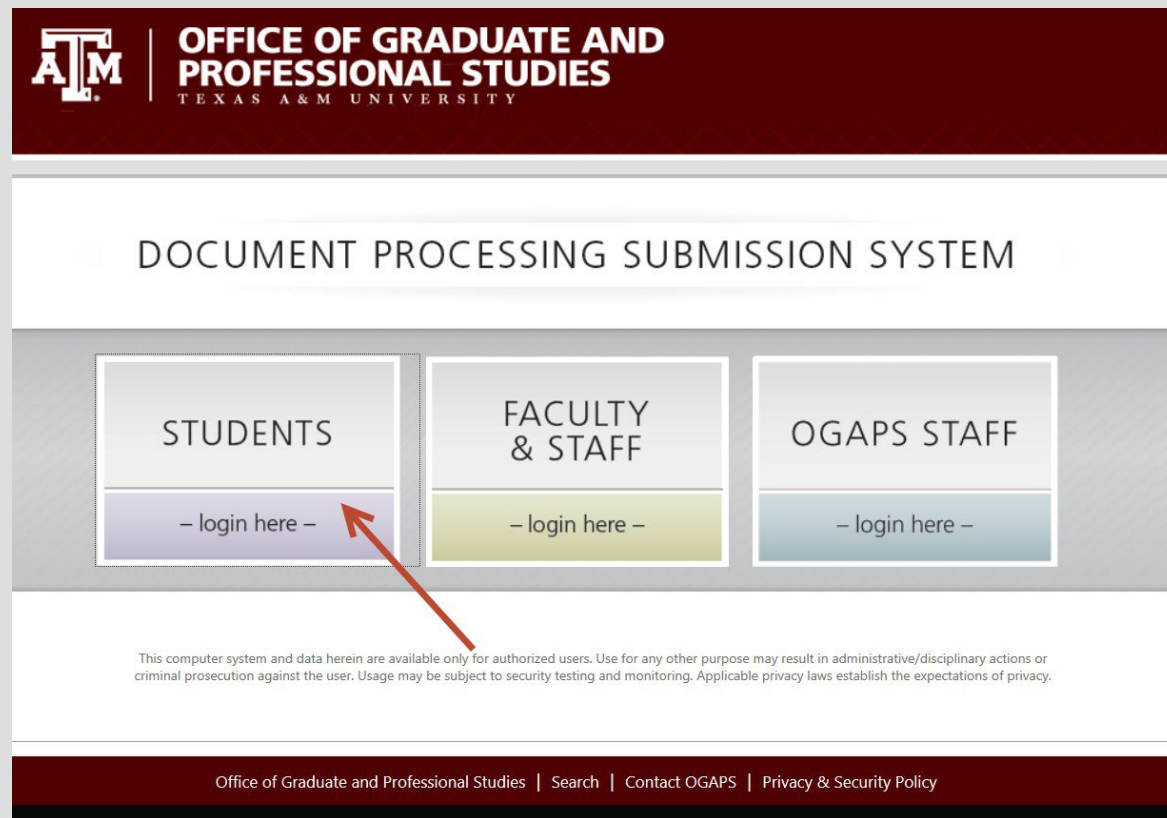 ATM
OFFICE OF GRADUATE AND
PROFESSIONAL STUDIES
TEXAS A&M UNIVERSITY
DOCUMENT PROCESSING SUBMISSION SYSTEM
STUDENTS
– login here –
FACULTY
& STAFF
– login here –
OGAPS STAFF
– login here –
This computer system and data herein are available only for authorized users. Use for any other purpose may result in administrative/disciplinary actions or
criminal prosecution against the user. Usage may be subject to security testing and monitoring. Applicable privacy laws establish the expectations of privacy.
Office of Graduate and Professional Studies | Search | Contact OGAPS | Privacy & Security Policy